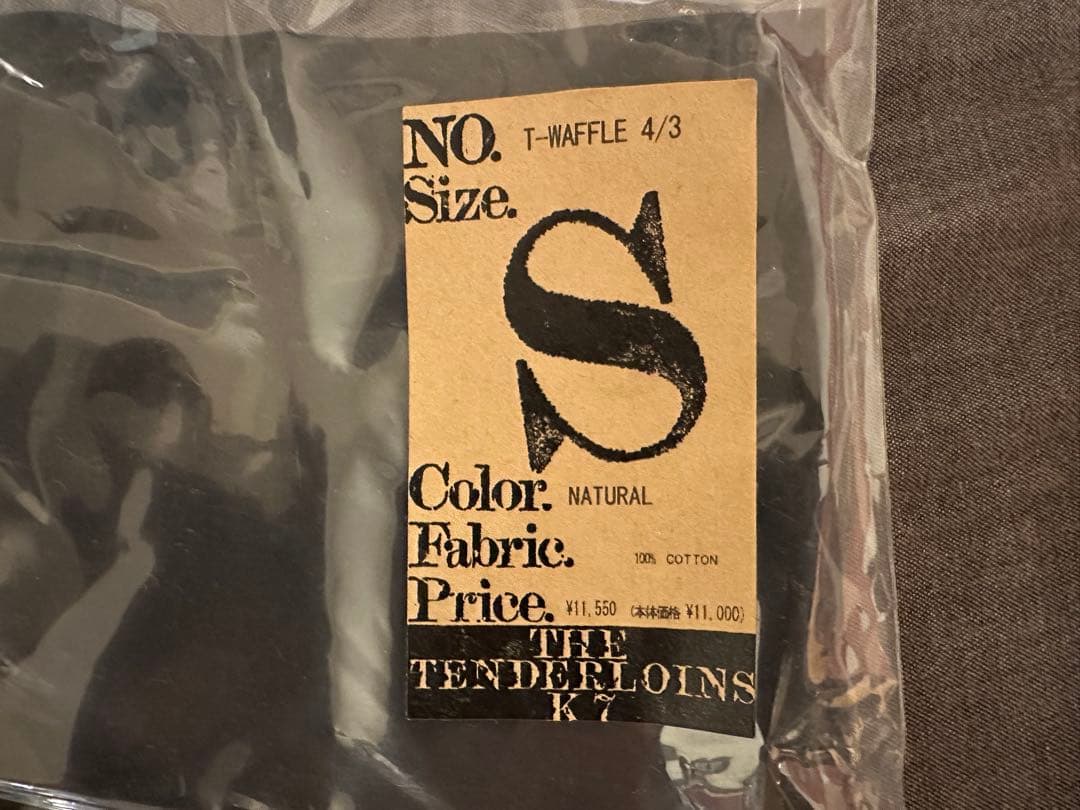 NO. T-WAFFLE 4/3
Size. S
Color. NATURAL
Fabric. 100% COTTON
Price. ¥11,550 (本体価格 ¥11,000)
THE
TENDERLOINS
K 7